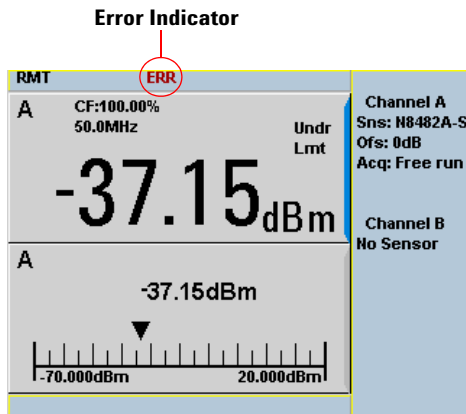 Error Indicator
RMT ERR
A CF:100.00%
50.0MHz
Undr
Lmt
-37.15dBm
A
-37.15dBm
-70.000dBm 20.000dBm
Channel A
Sns: N8482A-S
Ofs: 0dB
Acq: Free run
Channel B
No Sensor